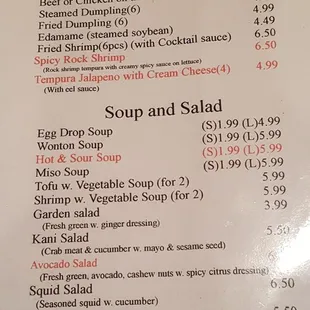 Beef or Chicken on
Steamed Dumpling(6) 4.99
Fried Dumpling (6) 4.49
Edamame (steamed soybean) 6.50
Fried Shrimp(6pcs) (with Cocktail sauce) 6.50
Spicy Rock Shrimp
(Rock shrimp tempura with creamy spicy sauce on lettuce)
Tempura Jalapeno with Cream Cheese(4) 4.99
(With eel sauce)
Soup and Salad
Egg Drop Soup (S)1.99 (L)4.99
Wonton Soup (S)1.99 (L)5.99
Hot & Sour Soup (S)1.99 (L)5.99
Miso Soup (S)1.99 (L)5.99
Tofu w. Vegetable Soup (for 2) 5.99
Shrimp w. Vegetable Soup (for 2) 5.99
Garden salad 3.99
(Fresh green w. ginger dressing)
Kani Salad 5.50
(Crab meat & cucumber w. mayo & sesame seed)
Avocado Salad
(Fresh green, avocado, cashew nuts w. spicy citrus dressing)
Squid Salad 6.50
(Seasoned squid w. cucumber)